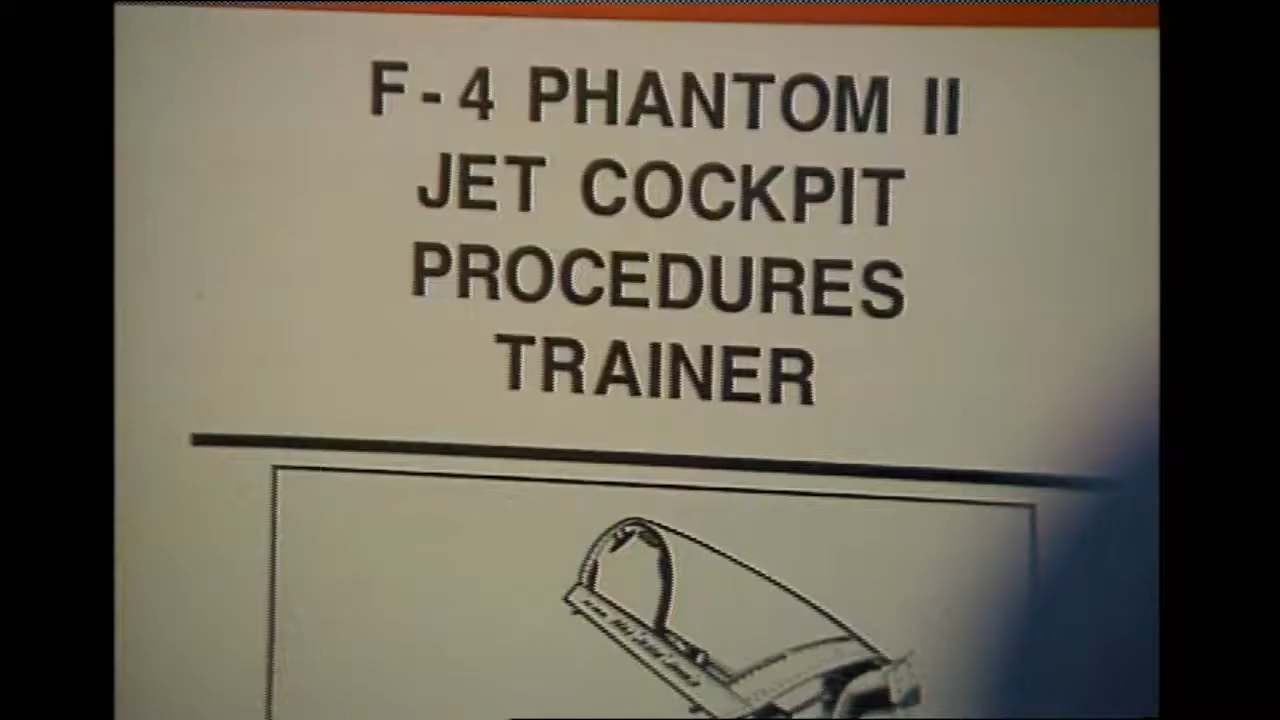 F-4 PHANTOM II
JET COCKPIT
PROCEDURES
TRAINER